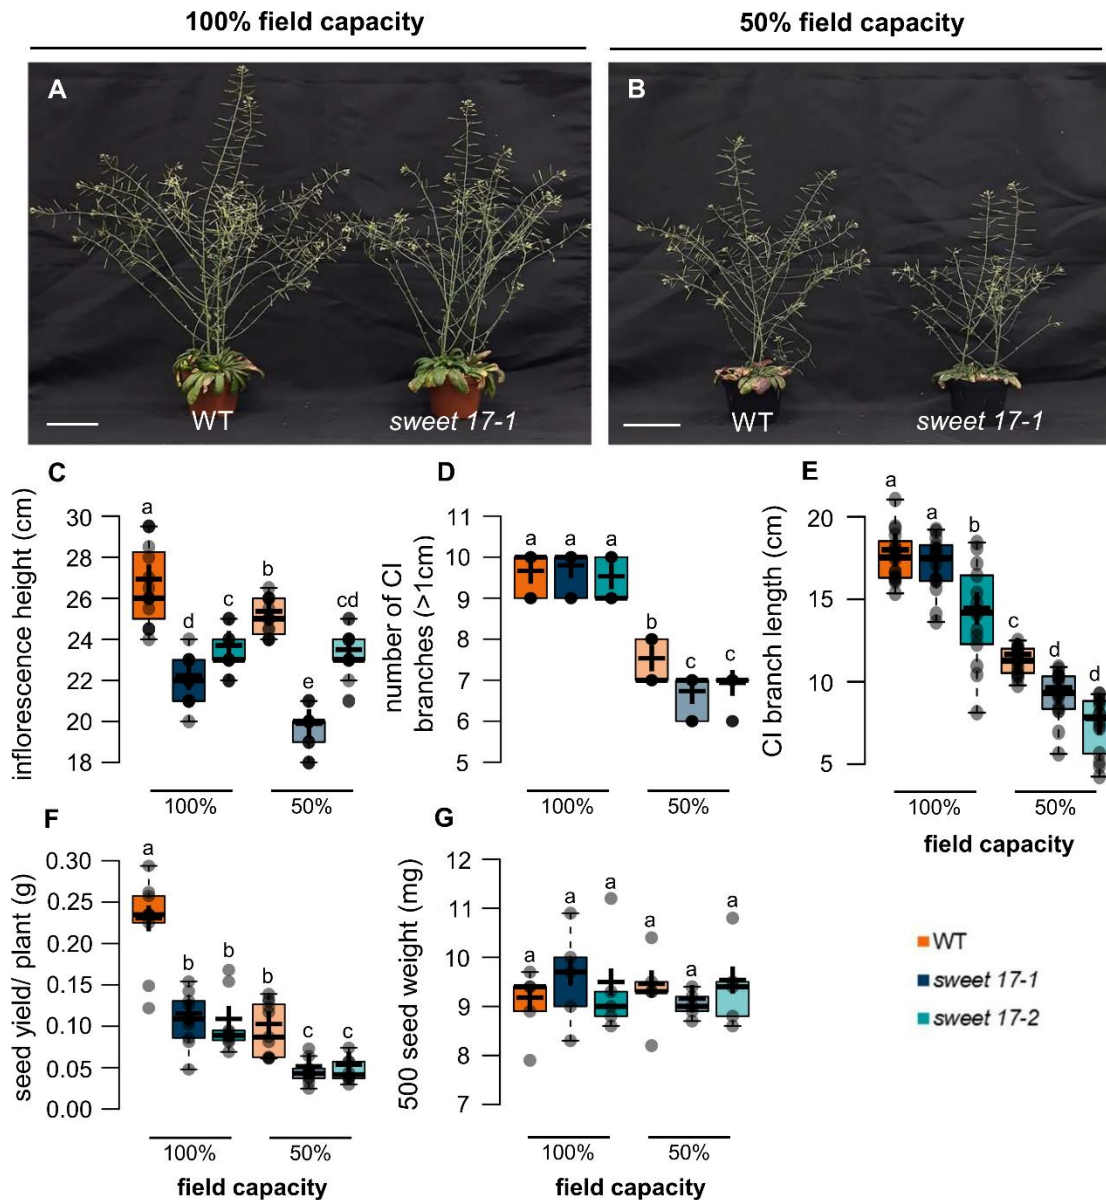 100% field capacity
50% field capacity
A
B
WT
sweet 17-1
WT
sweet 17-1
C
inflorescence height (cm)
30
28
26
24
22
20
18
a
d
c
b
e
cd
100%
50%
D
number of CI
branches (>1cm)
11
10
9
8
7
6
5
a
a
a
b
c
c
100%
50%
E
CI branch length (cm)
20
15
10
5
a
a
b
c
d
d
100%
50%
field capacity
F
seed yield/ plant (g)
0.30
0.25
0.20
0.15
0.10
0.05
0.00
a
b
b
b
c
c
100%
50%
field capacity
G
500 seed weight (mg)
12
11
10
9
8
7
a
a
a
a
a
a
100%
50%
field capacity
WT
sweet 17-1
sweet 17-2